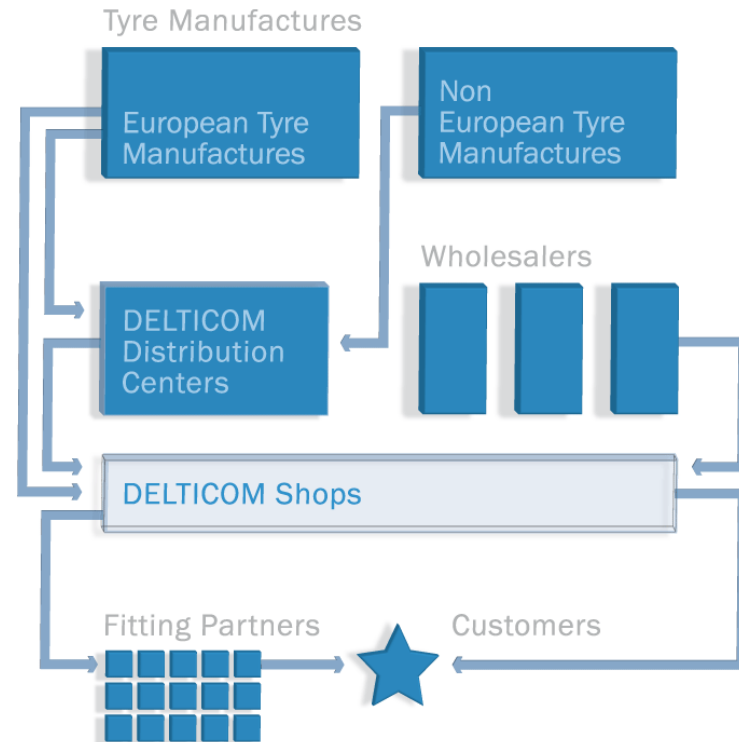 Tyre Manufactures
European Tyre
Manufactures
Non
European Tyre
Manufactures
Wholesalers
DELTICOM
Distribution
Centers
DELTICOM Shops
Fitting Partners
Customers